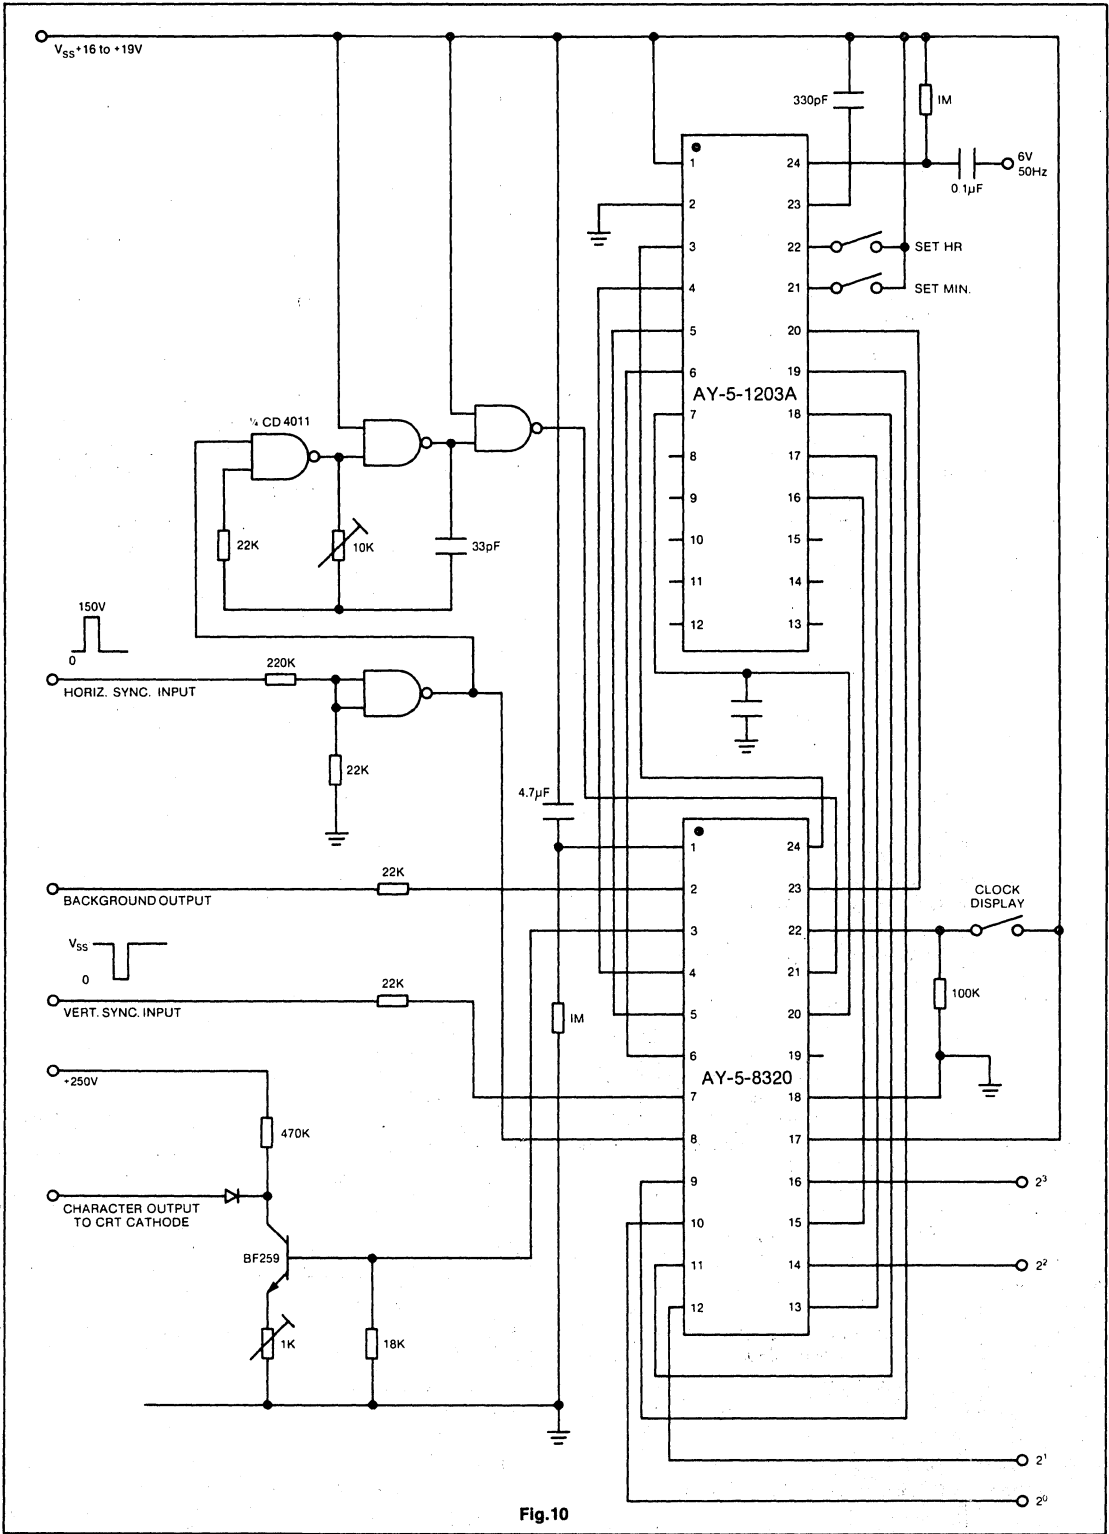 VSS+16 to +19V
330pF
1M
6V
50Hz
0 1µF
1
2
3
4
5
6
7
8
9
10
11
12
24
23
22
21
20
19
18
17
16
15
14
13
SET HR
SET MIN.
AY-5-1203A
¼ CD 4011
22K
10K
33pF
150V
0
HORIZ. SYNC. INPUT
220K
22K
4.7µF
BACKGROUND OUTPUT
22K
VSS
0
VERT. SYNC. INPUT
22K
1M
+250V
470K
CHARACTER OUTPUT
TO CRT CATHODE
BF259
1K
18K
1
2
3
4
5
6
7
8
9
10
11
12
24
23
22
21
20
19
18
17
16
15
14
13
AY-5-8320
CLOCK
DISPLAY
100K
2³
2²
2¹
2⁰
Fig.10